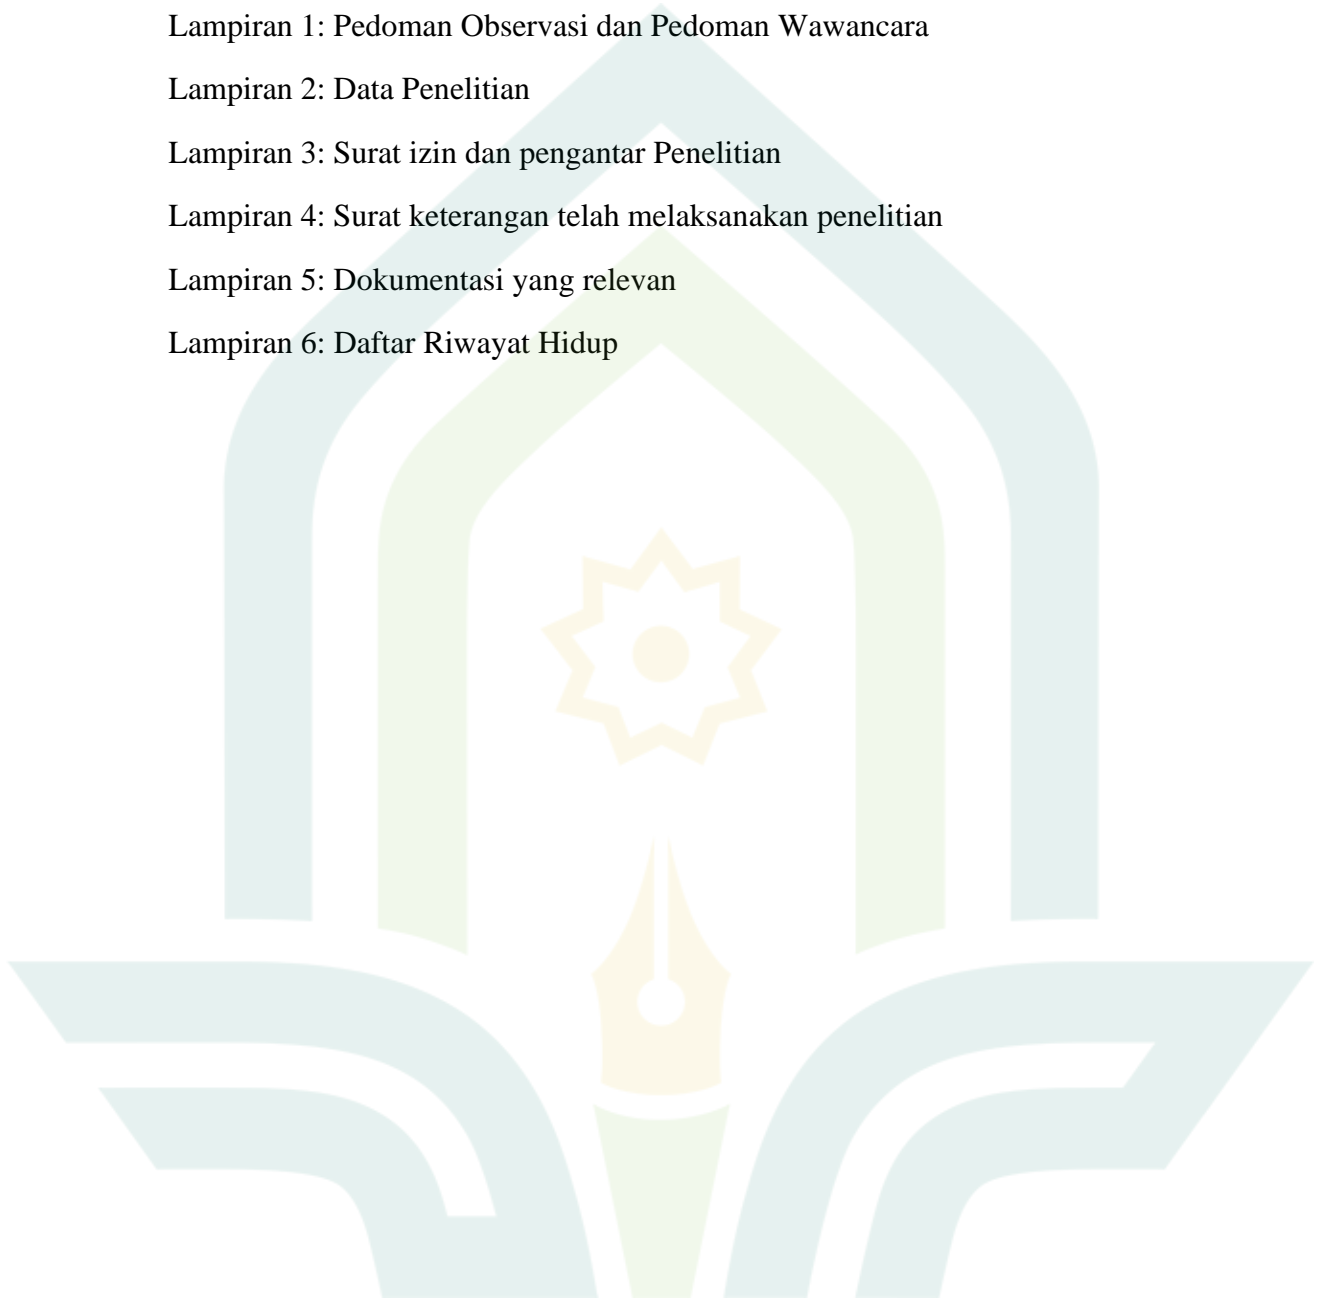 Lampiran 1: Pedoman Observasi dan Pedoman Wawancara
Lampiran 2: Data Penelitian
Lampiran 3: Surat izin dan pengantar Penelitian
Lampiran 4: Surat keterangan telah melaksanakan penelitian
Lampiran 5: Dokumentasi yang relevan
Lampiran 6: Daftar Riwayat Hidup